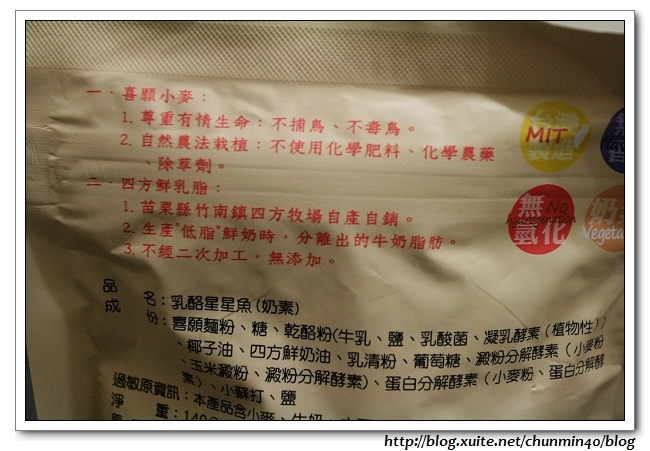 一、喜願小麥：
1. 尊重有情生命：不捕鳥、不毒鳥。
2. 自然農法栽植：不使用化學肥料、化學農藥
、除草劑。
二、四方鮮乳脂：
1. 苗栗縣竹南鎮四方牧場自產自銷。
2. 生產"低脂"鮮奶時，分離出的牛奶脂肪。
3. 不經二次加工，無添加。
台灣
MIT
製造
無 No
hydrogenation
氫化
奶素
Vegeta
品　　名：乳酪星星魚(奶素)
成　　份：喜願麵粉、糖、乾酪粉(牛乳、鹽、乳酸菌、凝乳酵素（植物性）)
、椰子油、四方鮮奶油、乳清粉、葡萄糖、澱粉分解酵素（小麥粉
、玉米澱粉、澱粉分解酵素)、蛋白分解酵素（小麥粉、蛋白分解酵
素）、小蘇打、鹽
過敏原資訊：本產品含小麥、牛奶
淨　　重：140
http://blog.xuite.net/chunmin40/blog